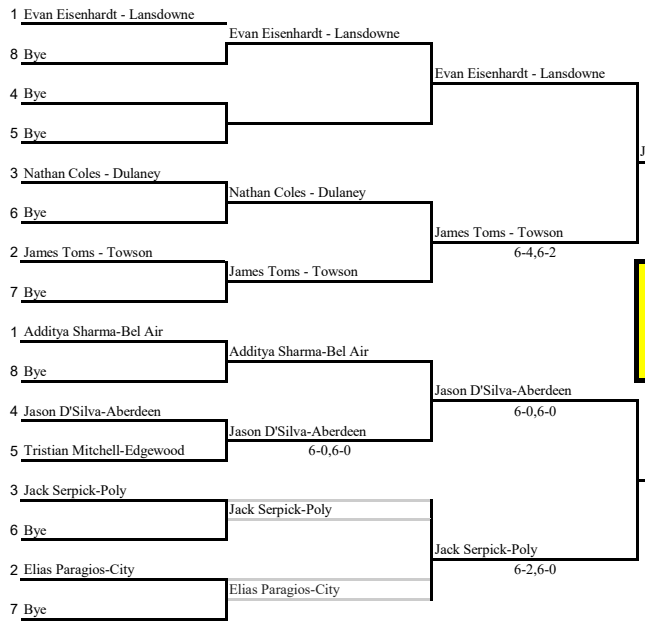 1 Evan Eisenhardt - Lansdowne
Evan Eisenhardt - Lansdowne
8 Bye
Evan Eisenhardt - Lansdowne
4 Bye
5 Bye
J
3 Nathan Coles - Dulaney
Nathan Coles - Dulaney
6 Bye
James Toms - Towson
2 James Toms - Towson
6-4,6-2
James Toms - Towson
7 Bye
1 Additya Sharma-Bel Air
Additya Sharma-Bel Air
8 Bye
Jason D'Silva-Aberdeen
4 Jason D'Silva-Aberdeen
6-0,6-0
Jason D'Silva-Aberdeen
5 Tristian Mitchell-Edgewood
6-0,6-0
3 Jack Serpick-Poly
Jack Serpick-Poly
6 Bye
Jack Serpick-Poly
2 Elias Paragios-City
6-2,6-0
Elias Paragios-City
7 Bye